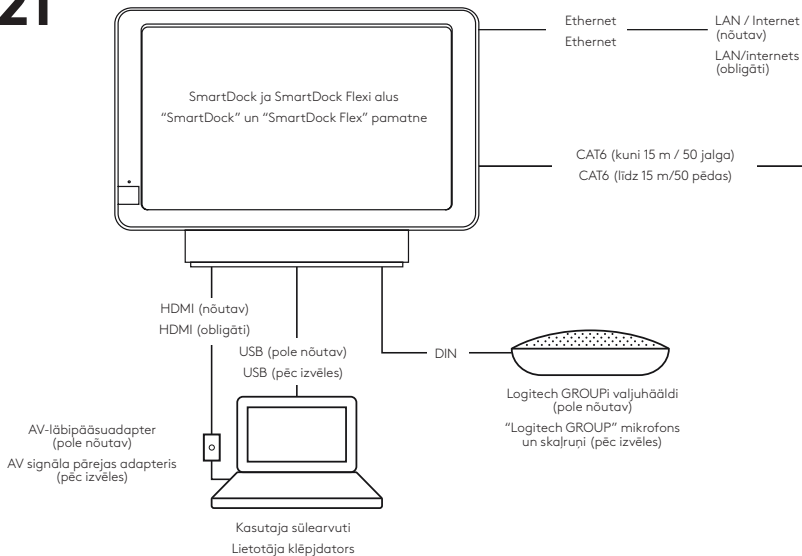 21
Ethernet
Ethernet
LAN / Internet
(nõutav)
LAN/internets
(obligāti)
SmartDock ja SmartDock Flexi alus
“SmartDock” un “SmartDock Flex” pamatne
CAT6 (kuni 15 m / 50 jalga)
CAT6 (līdz 15 m/50 pēdas)
HDMI (nõutav)
HDMI (obligāti)
USB (pole nõutav)
USB (pēc izvēles)
DIN
Logitech GROUPi valjuhääldi
(pole nõutav)
“Logitech GROUP” mikrofons
un skaļruņi (pēc izvēles)
AV-läbipääsuadapter
(pole nõutav)
AV signāla pārejas adapteris
(pēc izvēles)
Kasutaja sülearvuti
Lietotāja klēpjdators